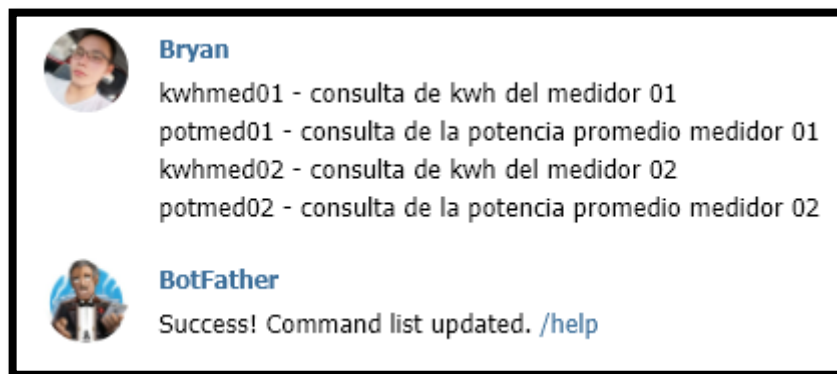 Bryan
kwhmed01 - consulta de kwh del medidor 01
potmed01 - consulta de la potencia promedio medidor 01
kwhmed02 - consulta de kwh del medidor 02
potmed02 - consulta de la potencia promedio medidor 02
BotFather
Success! Command list updated. /help